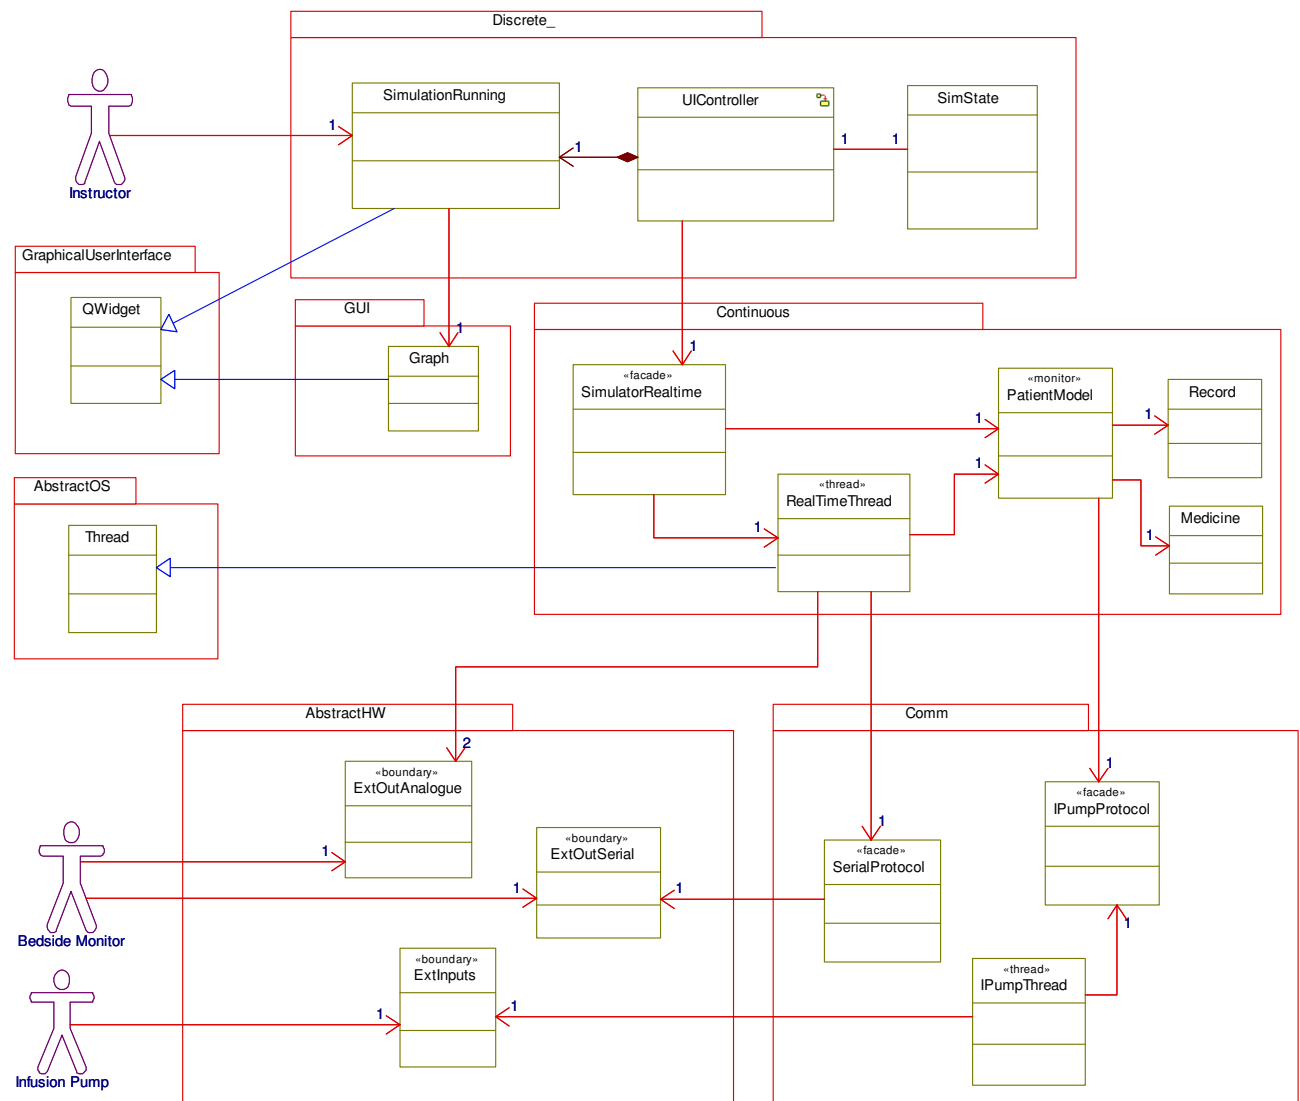 Discrete_
SimulationRunning
UIController
SimState
1
1
1
1
Instructor
GraphicalUserInterface
QWidget
GUI
1
Graph
Continuous
1
«facade»
SimulatorRealtime
«monitor»
PatientModel
Record
1
1
1
«thread»
RealTimeThread
Medicine
1
1
AbstractOS
Thread
AbstractHW
Comm
2
«boundary»
ExtOutAnalogue
1
«facade»
IPumpProtocol
1
«boundary»
ExtOutSerial
1
«facade»
SerialProtocol
1
1
1
Bedside Monitor
«boundary»
ExtInputs
«thread»
IPumpThread
1
1
1
Infusion Pump